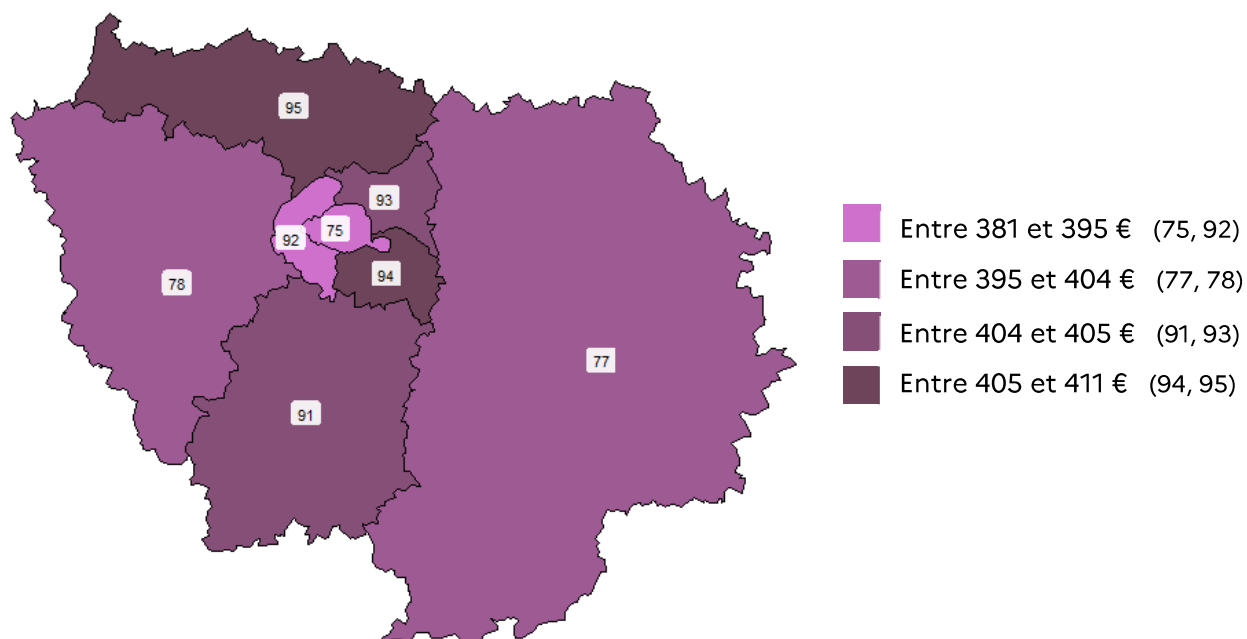 95
93
75
92
94
78
77
91
Entre 381 et 395 € (75, 92)
Entre 395 et 404 € (77, 78)
Entre 404 et 405 € (91, 93)
Entre 405 et 411 € (94, 95)